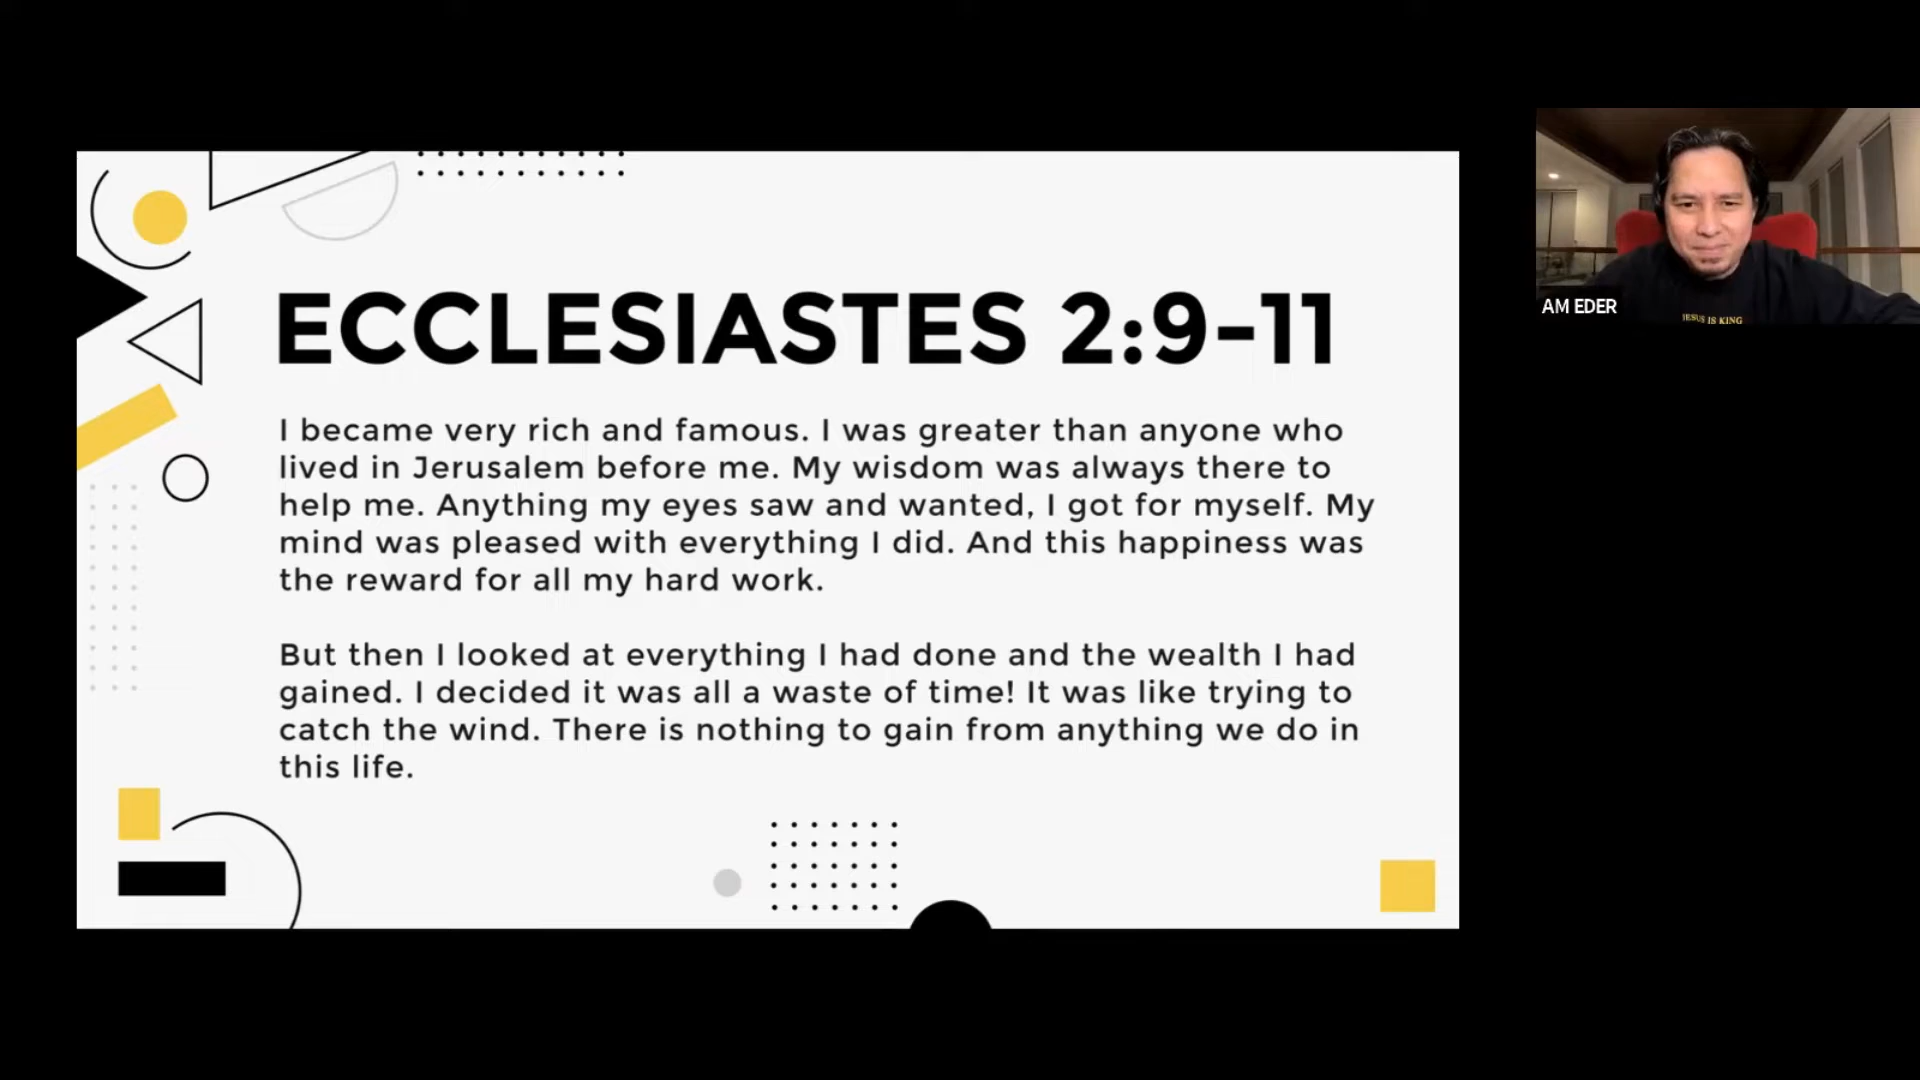 ECCLESIASTES 2:9-11
I became very rich and famous. I was greater than anyone who
lived in Jerusalem before me. My wisdom was always there to
help me. Anything my eyes saw and wanted, I got for myself. My
mind was pleased with everything I did. And this happiness was
the reward for all my hard work.
But then I looked at everything I had done and the wealth I had
gained. I decided it was all a waste of time! It was like trying to
catch the wind. There is nothing to gain from anything we do in
this life.
AM EDER
JESUS IS KING